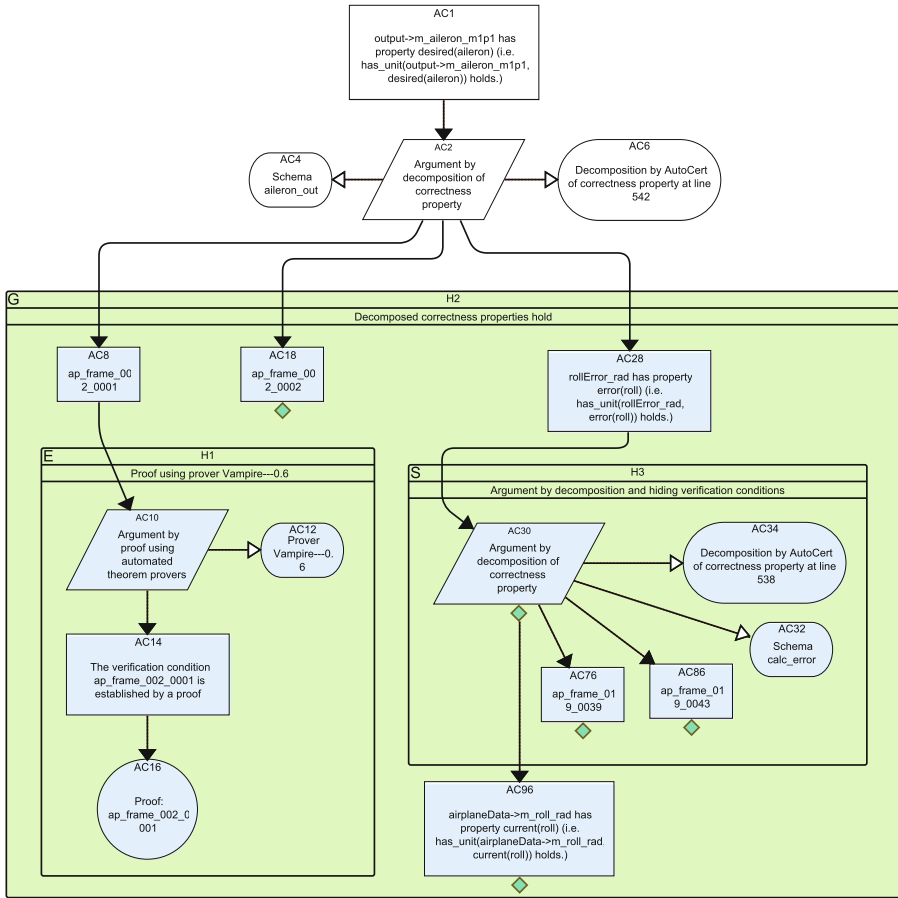 AC1
output->m_aileron_m1p1 has
property desired(aileron) (i.e.
has_unit(output->m_aileron_m1p1,
desired(aileron)) holds.)
AC4
Schema
aileron_out
AC2
Argument by
decomposition of
correctness
property
AC6
Decomposition by AutoCert
of correctness property at line
542
G
H2
Decomposed correctness properties hold
AC8
ap_frame_00
2_0001
AC18
ap_frame_00
2_0002
AC28
rollError_rad has property
error(roll) (i.e.
has_unit(rollError_rad,
error(roll)) holds.)
E
H1
Proof using prover Vampire---0.6
AC10
Argument by
proof using
automated
theorem provers
AC12
Prover
Vampire---0.
6
AC14
The verification condition
ap_frame_002_0001 is
established by a proof
AC16
Proof:
ap_frame_002_0
001
S
H3
Argument by decomposition and hiding verification conditions
AC30
Argument by
decomposition of
correctness
property
AC34
Decomposition by AutoCert
of correctness property at line
538
AC32
Schema
calc_error
AC76
ap_frame_01
9_0039
AC86
ap_frame_01
9_0043
AC96
airplaneData->m_roll_rad has
property current(roll) (i.e.
has_unit(airplaneData->m_roll_rad,
current(roll)) holds.)